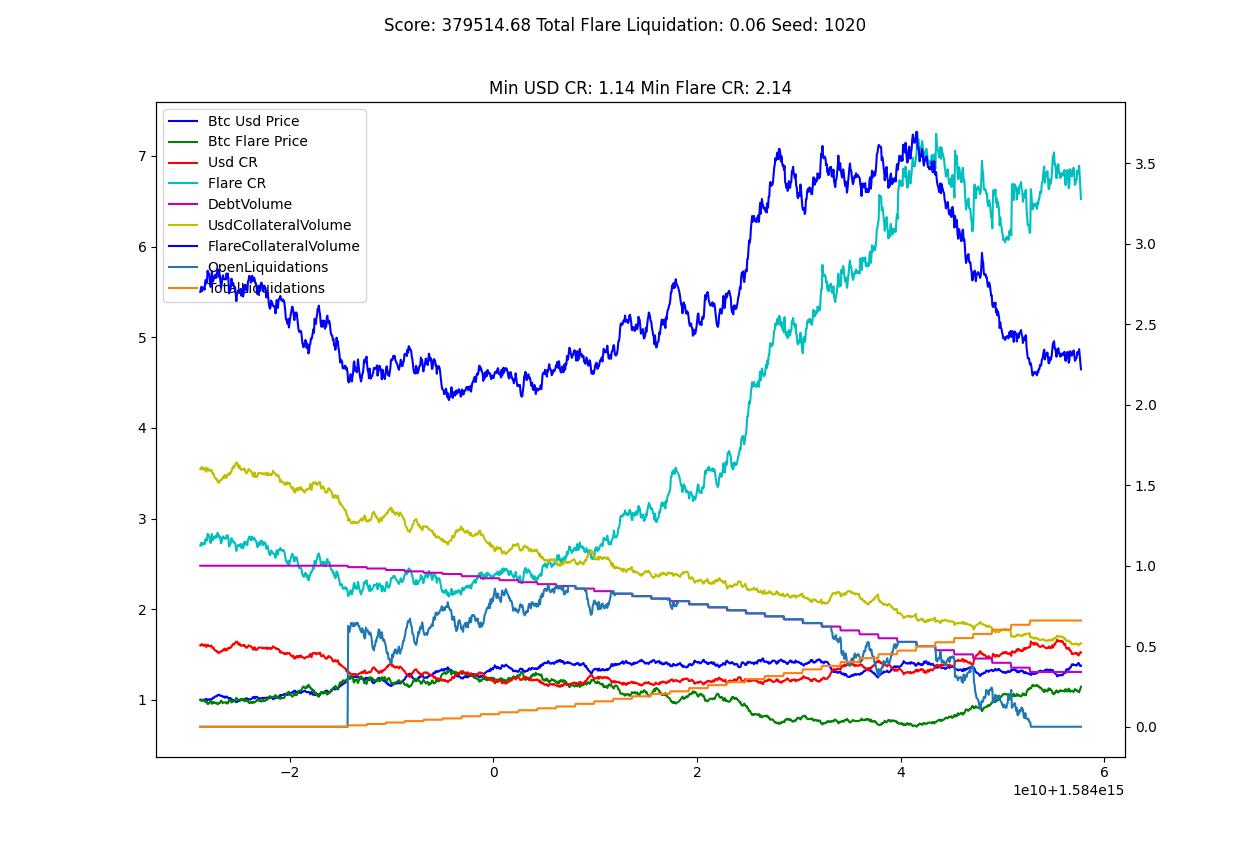 Score: 379514.68 Total Flare Liquidation: 0.06 Seed: 1020
Min USD CR: 1.14 Min Flare CR: 2.14
Btc Usd Price
Btc Flare Price
Usd CR
Flare CR
DebtVolume
UsdCollateralVolume
FlareCollateralVolume
OpenLiquidations
TotalLiquidations
7
6
5
4
3
2
1
3.5
3.0
2.5
2.0
1.5
1.0
0.5
0.0
−2
0
2
4
6
1e10+1.584e15